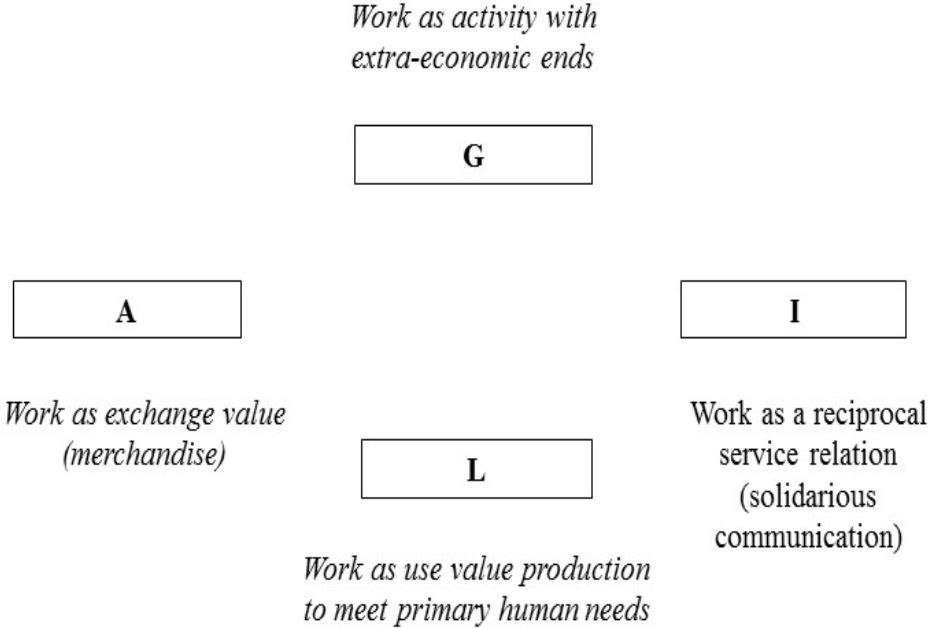 Work as activity with
extra-economic ends
G
A
I
Work as exchange value
(merchandise)
Work as a reciprocal
service relation
(solidarious
communication)
L
Work as use value production
to meet primary human needs